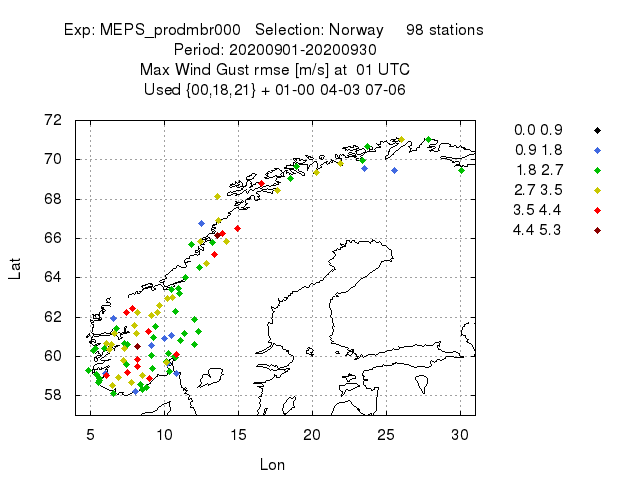 Exp: MEPS_prodmbr000 Selection: Norway 98 stations
Period: 20200901-20200930
Max Wind Gust rmse [m/s] at 01 UTC
Used {00,18,21} + 01-00 04-03 07-06
72
70
68
66
64
62
60
58
5 10 15 20 25 30
Lat
Lon
0.0 0.9
0.9 1.8
1.8 2.7
2.7 3.5
3.5 4.4
4.4 5.3